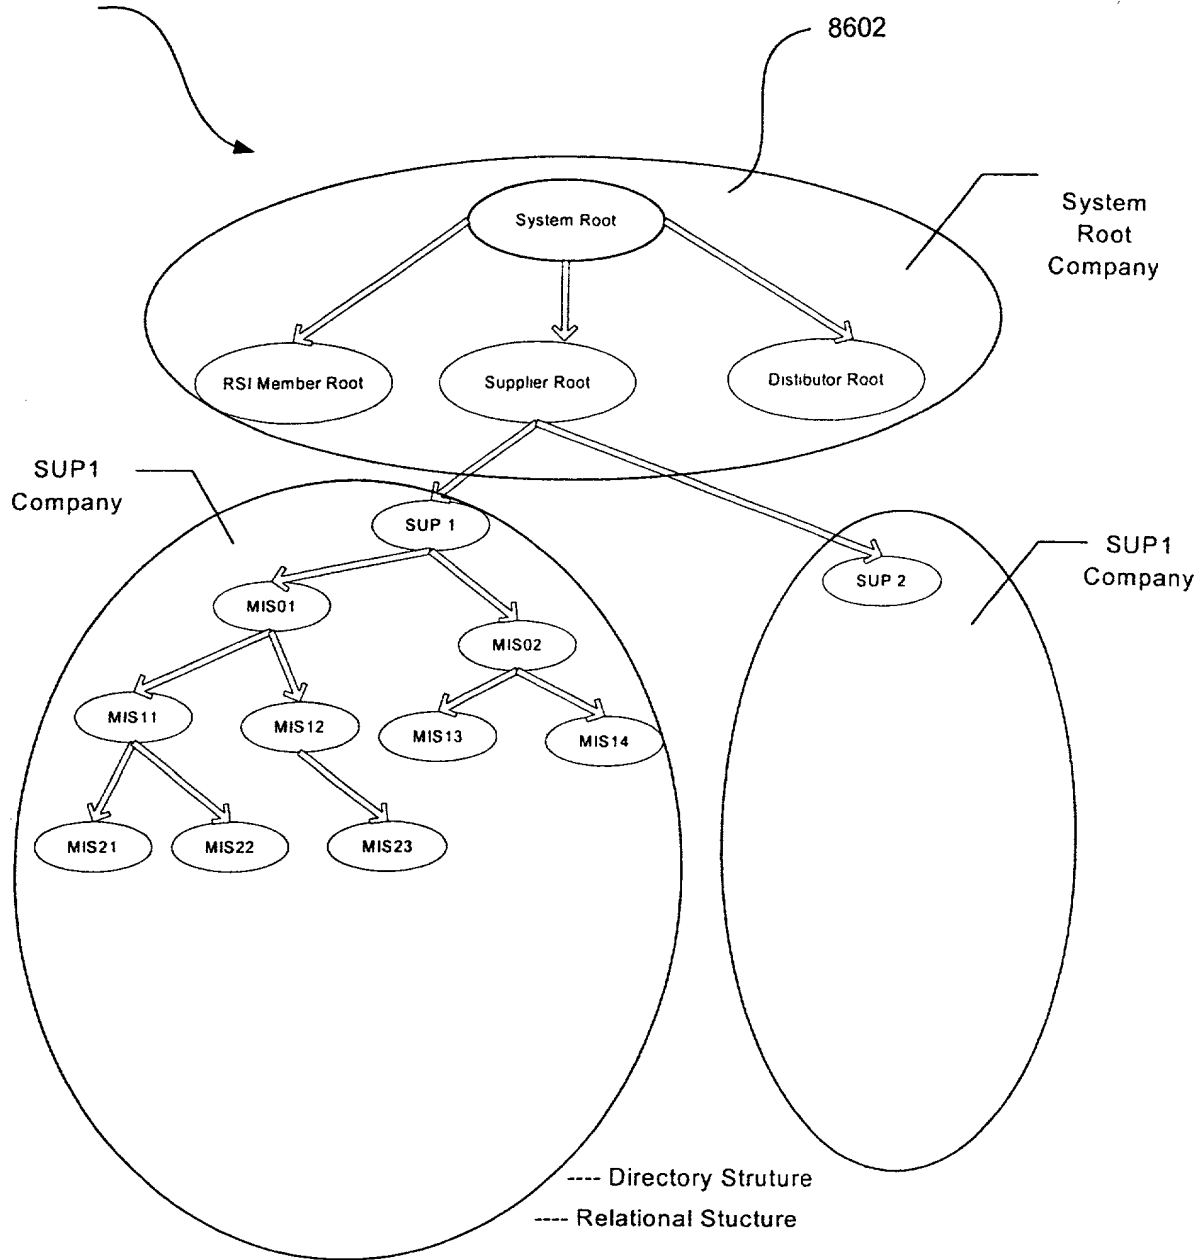 8602
System Root
System
Root
Company
RSI Member Root
Supplier Root
Distibutor Root
SUP1
Company
SUP 1
SUP 2
SUP1
Company
MIS01
MIS02
MIS11
MIS12
MIS13
MIS14
MIS21
MIS22
MIS23
---- Directory Struture
---- Relational Stucture